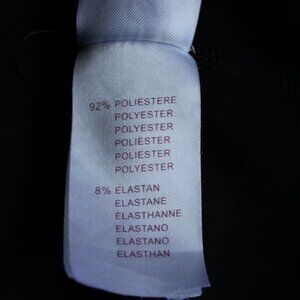 92% POLIESTERE
POLYESTER
POLYESTER
POLIÉSTER
POLIESTER
POLYESTER
8% ELASTAN
ELASTANE
ÉLASTHANNE
ELASTANO
ELASTANO
ELASTHAN